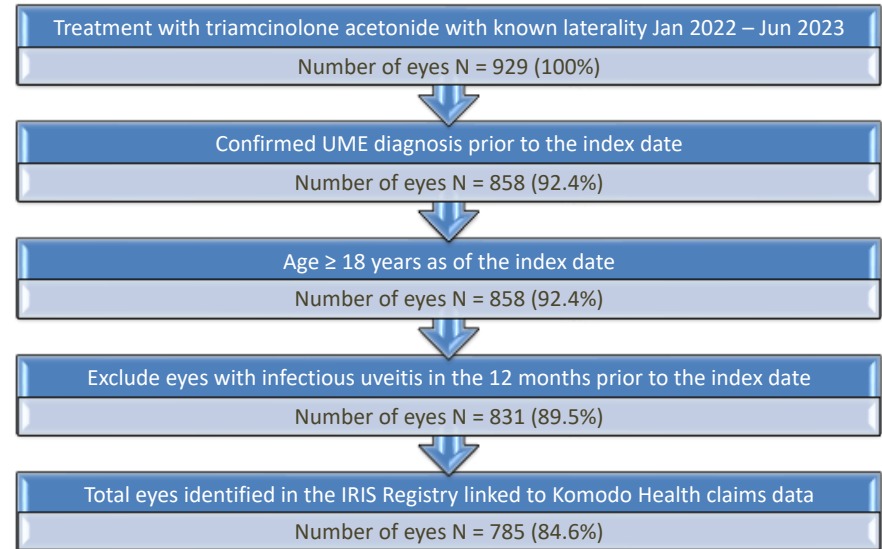 Treatment with triamcinolone acetonide with known laterality Jan 2022 – Jun 2023
Number of eyes N = 929 (100%)
Confirmed UME diagnosis prior to the index date
Number of eyes N = 858 (92.4%)
Age ≥ 18 years as of the index date
Number of eyes N = 858 (92.4%)
Exclude eyes with infectious uveitis in the 12 months prior to the index date
Number of eyes N = 831 (89.5%)
Total eyes identified in the IRIS Registry linked to Komodo Health claims data
Number of eyes N = 785 (84.6%)